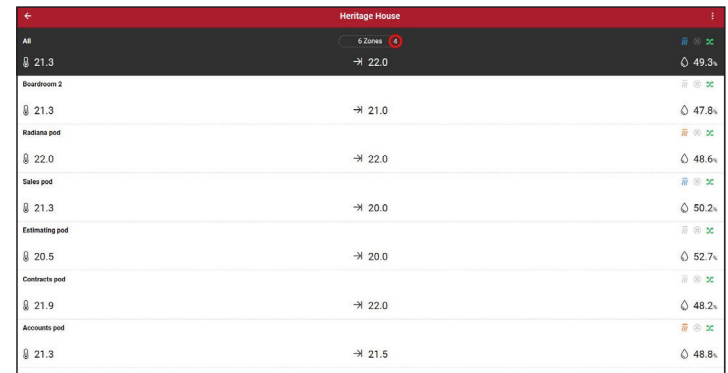 Heritage House
All 6 Zones 4
21.3 22.0 49.3%
Boardroom 2
21.3 21.0 47.8%
Radiana pod
22.0 22.0 48.6%
Sales pod
21.3 20.0 50.2%
Estimating pod
20.5 20.0 52.7%
Contracts pod
21.9 22.0 48.2%
Accounts pod
21.3 21.5 48.8%